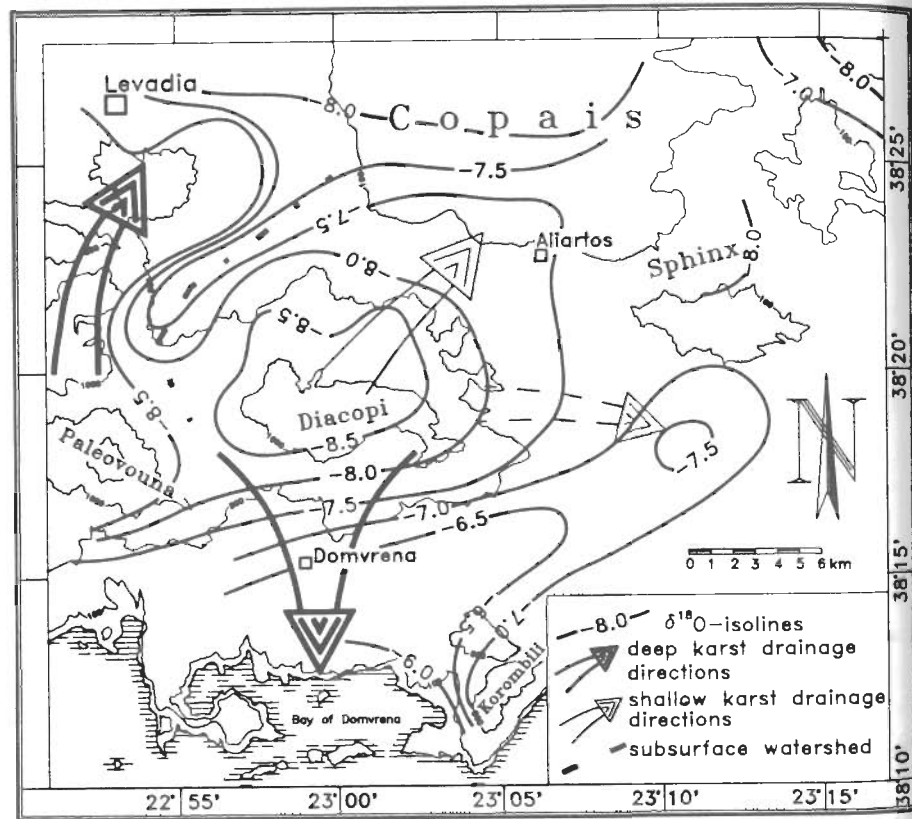 Levadia
-8.0
C o p a i s
-7.0
-8.0
100
-7.5
-7.5
Aliartos
Sphinx
-8.0
-8.0
-8.5
1000
-8.5
Diacopi
-8.5
Paleovouna
-8.0
-7.5
-7.5
-7.0
-6.5
Domvrena
-6.0
-7.0
Korombili
Bay of Domvrena
N
0 1 2 3 4 5 6 km
-8.0 δ¹⁸O-isolines
deep karst drainage
directions
shallow karst drainage
directions
subsurface watershed
38°25'
38°20'
38°15'
38°10'
22°55' 23°00' 23°05' 23°10' 23°15'